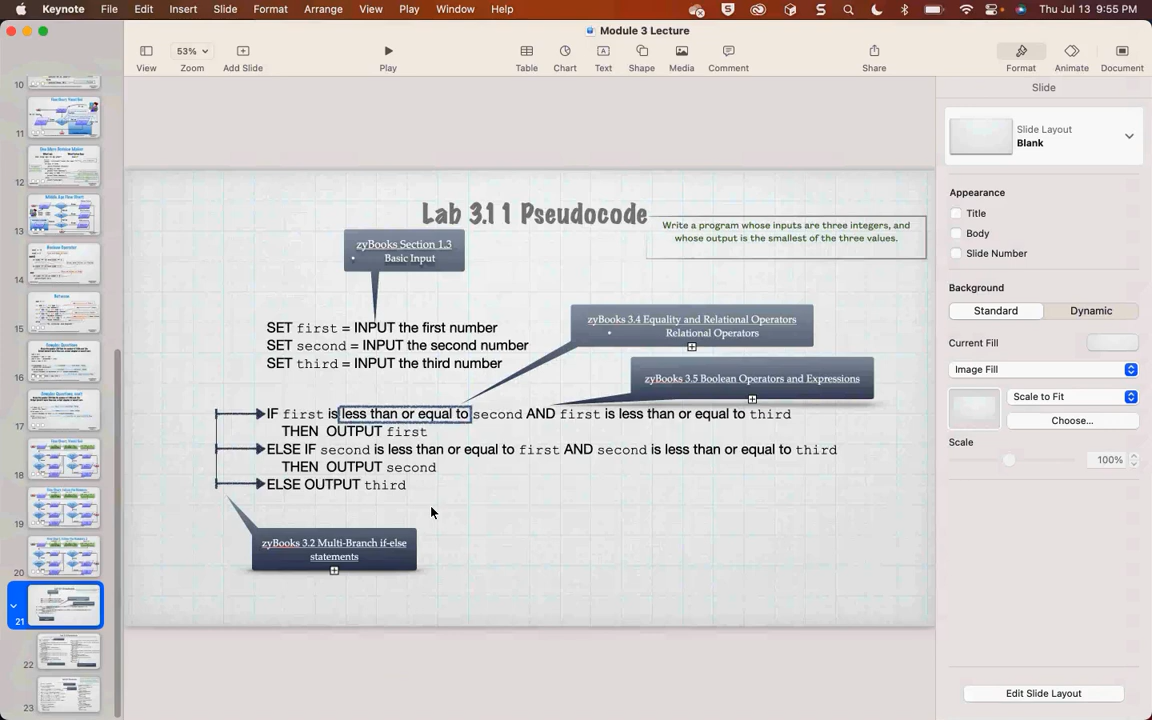 Keynote File Edit Insert Slide Format Arrange View Play Window Help Thu Jul 13 9:55 PM
Module 3 Lecture
53%
View Zoom Add Slide Play Table Chart Text Shape Media Comment Share Format Animate Document
10
11
12
13
14
15
16
17
18
19
20
21
22
23
Lab 3.11 Pseudocode
Write a program whose inputs are three integers, and
whose output is the smallest of the three values.
zyBooks Section 1.3
• Basic Input
SET first = INPUT the first number
SET second = INPUT the second number
SET third = INPUT the third number
zyBooks 3.4 Equality and Relational Operators
• Relational Operators
zyBooks 3.5 Boolean Operators and Expressions
IF first is less than or equal to second AND first is less than or equal to third
THEN OUTPUT first
ELSE IF second is less than or equal to first AND second is less than or equal to third
THEN OUTPUT second
ELSE OUTPUT third
zyBooks 3.2 Multi-Branch if-else
statements
Slide
Slide Layout
Blank
Appearance
Title
Body
Slide Number
Background
Standard Dynamic
Current Fill
Image Fill
Scale to Fit
Choose...
Scale
100%
Edit Slide Layout